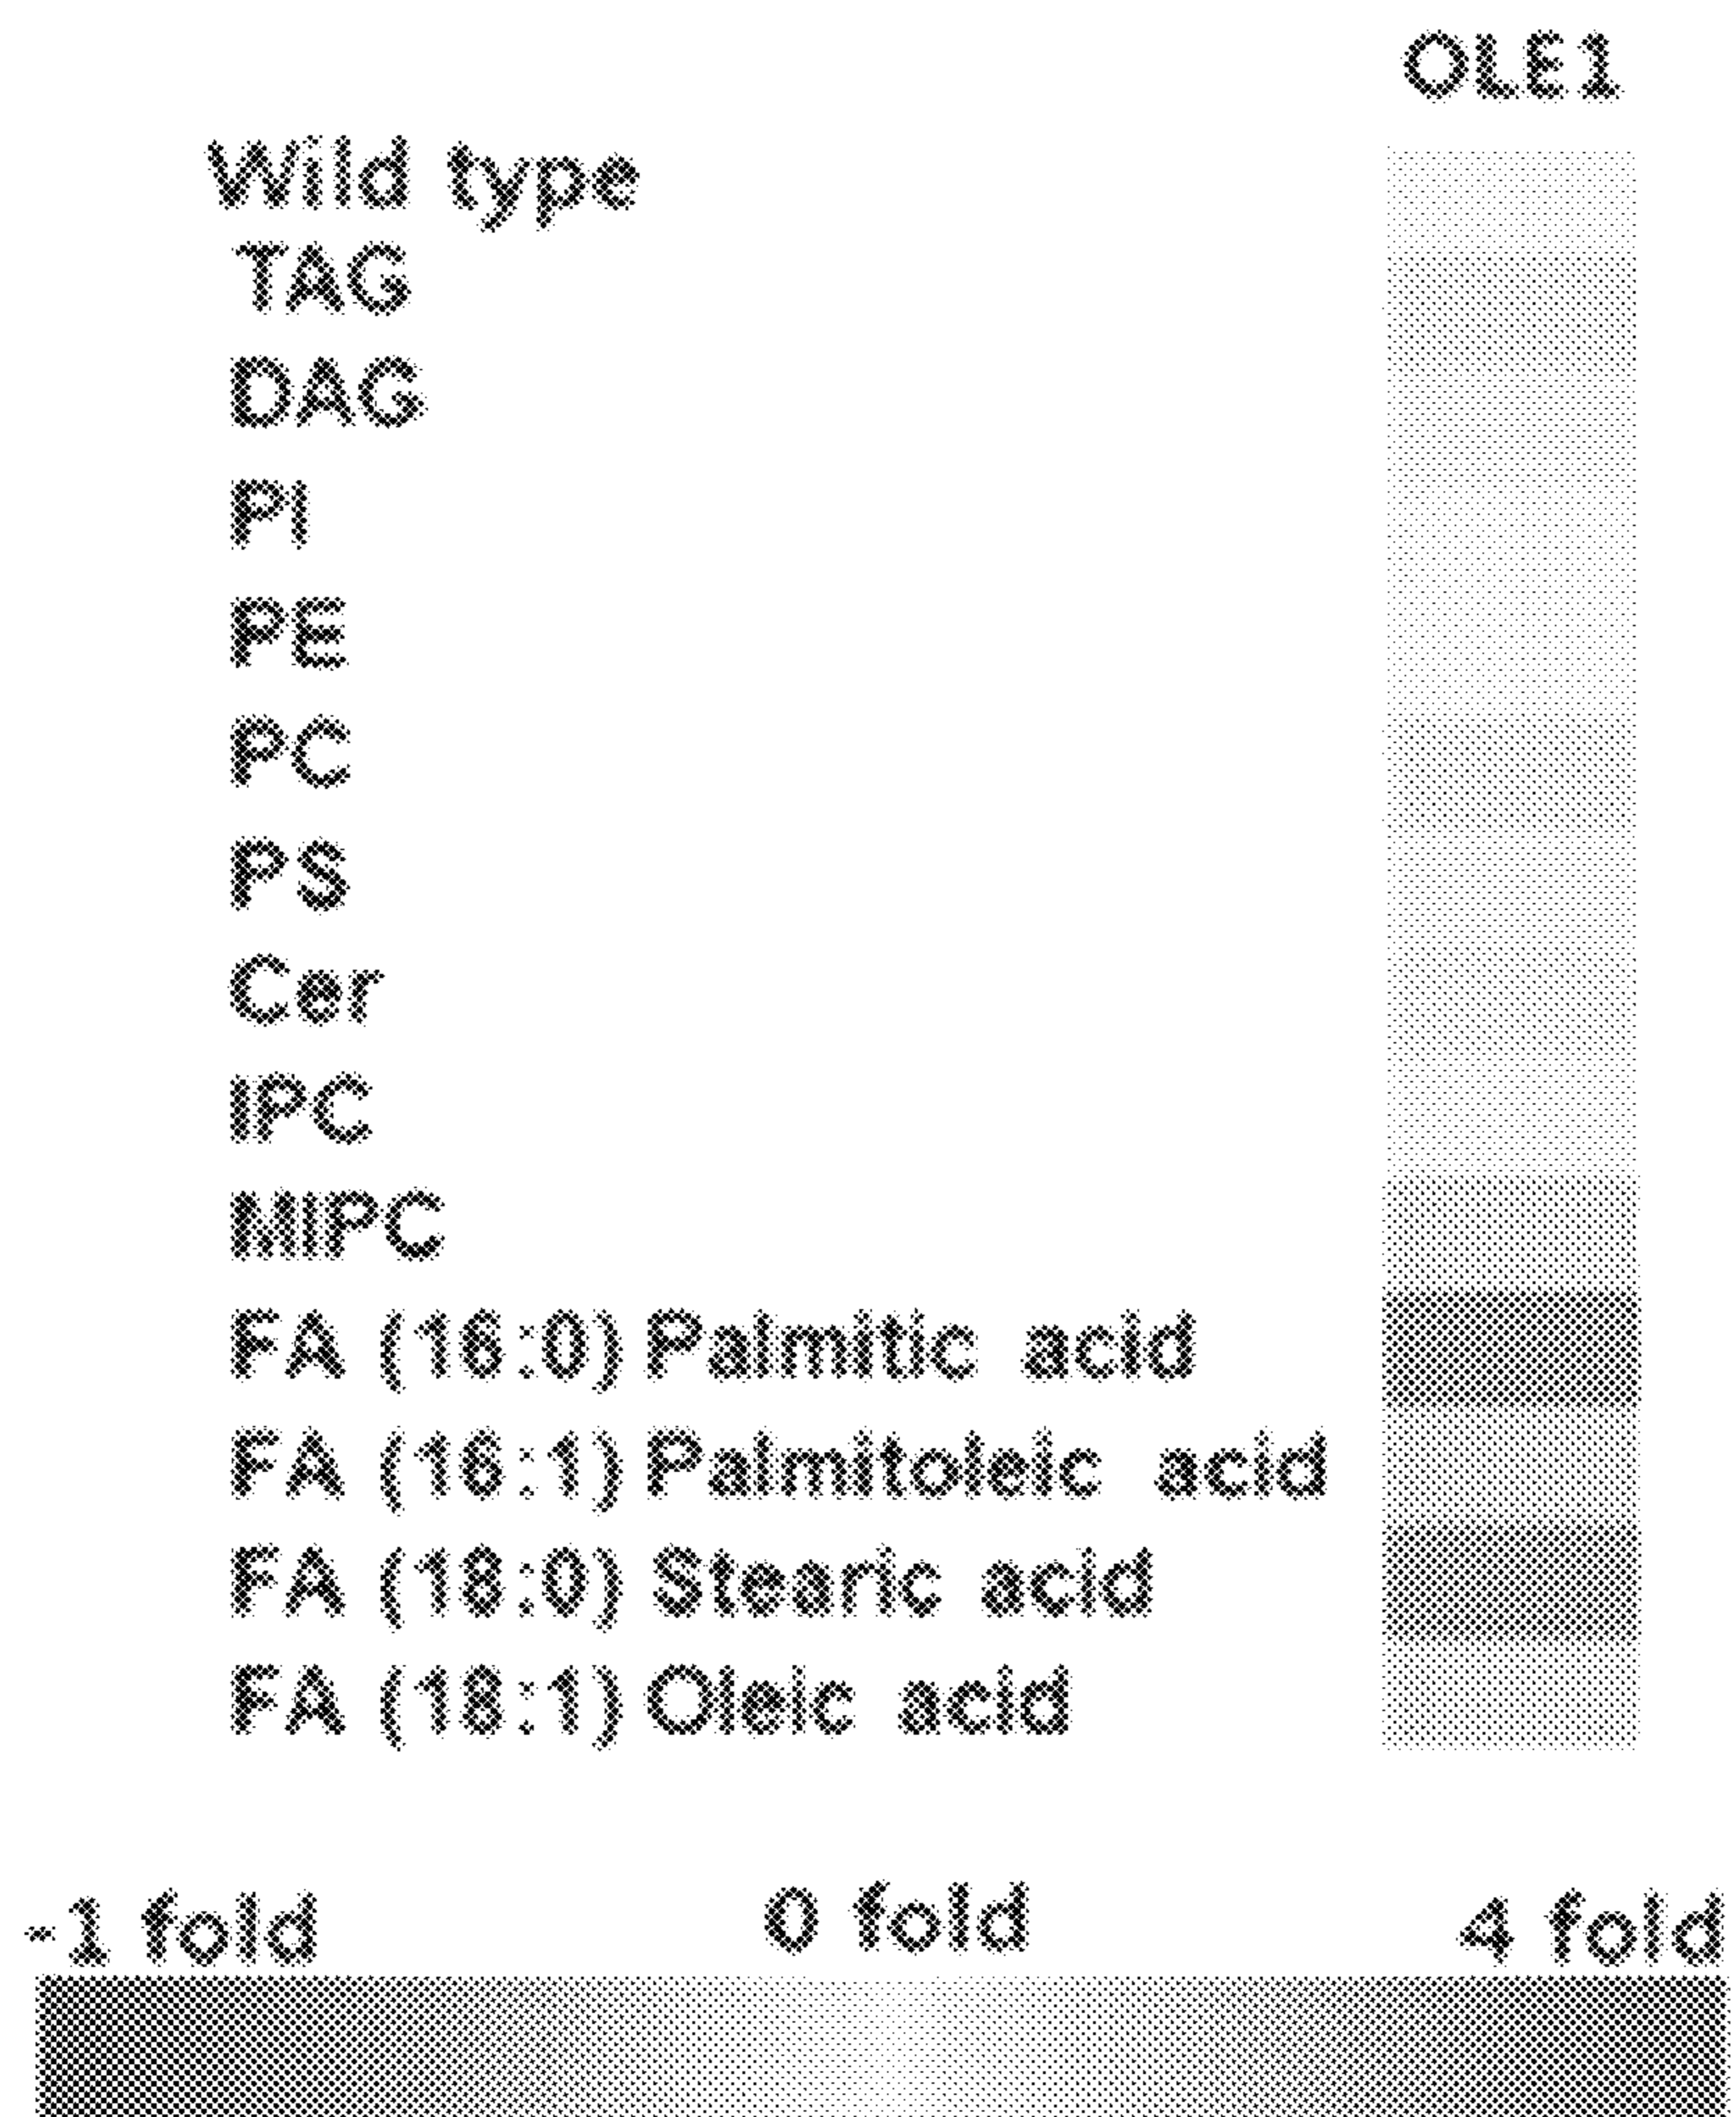 OLE1
Wild type
TAG
DAG
PI
PE
PC
PS
Cer
IPC
MIPC
FA (16:0) Palmitic acid
FA (16:1) Palmitoleic acid
FA (18:0) Stearic acid
FA (18:1) Oleic acid
-1 fold 0 fold 4 fold